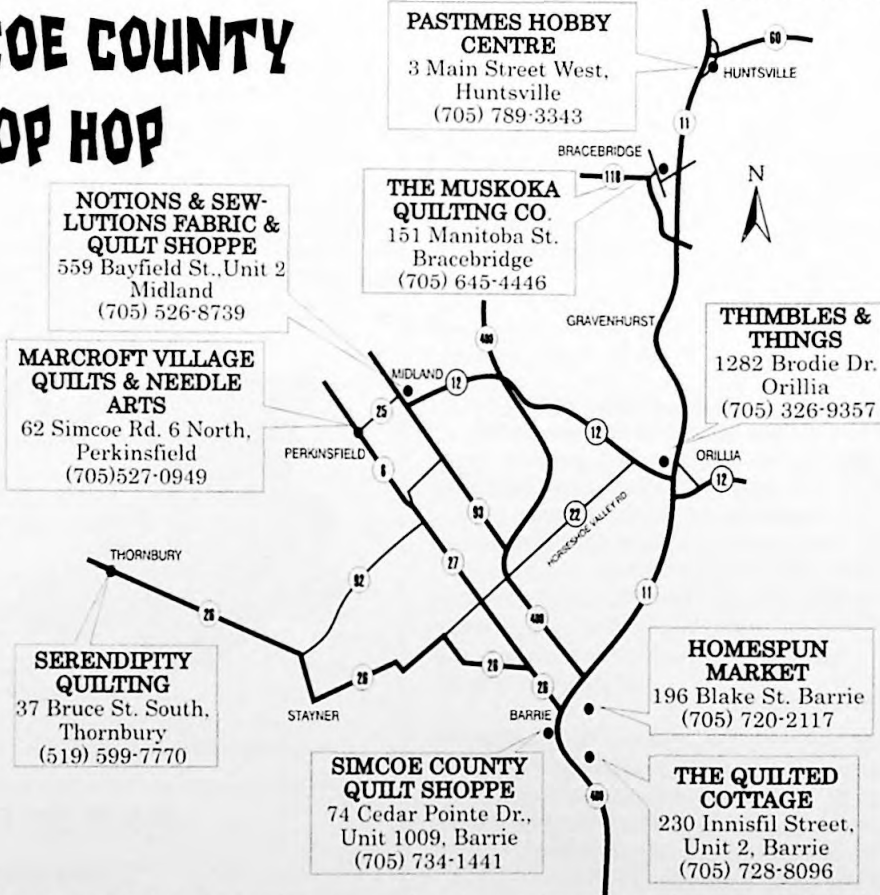 COE COUNTY
OP HOP
PASTIMES HOBBY
CENTRE
3 Main Street West,
Huntsville
(705) 789-3343
60
HUNTSVILLE
11
BRACEBRIDGE
118
N
NOTIONS & SEW-
LUTIONS FABRIC &
QUILT SHOPPE
559 Bayfield St.,Unit 2
Midland
(705) 526-8739
THE MUSKOKA
QUILTING CO.
151 Manitoba St.
Bracebridge
(705) 645-4446
GRAVENHURST
THIMBLES &
THINGS
1282 Brodie Dr.
Orillia
(705) 326-9357
400
MARCROFT VILLAGE
QUILTS & NEEDLE
ARTS
62 Simcoe Rd. 6 North,
Perkinsfield
(705)527-0949
MIDLAND
12
25
12
PERKINSFIELD
6
ORILLIA
12
93
22
HORSESHOE VALLEY RD
THORNBURY
92
27
26
11
400
SERENDIPITY
QUILTING
37 Bruce St. South,
Thornbury
(519) 599-7770
26
26
26
STAYNER
BARRIE
HOMESPUN
MARKET
196 Blake St. Barrie
(705) 720-2117
SIMCOE COUNTY
QUILT SHOPPE
74 Cedar Pointe Dr.,
Unit 1009, Barrie
(705) 734-1441
400
THE QUILTED
COTTAGE
230 Innisfil Street,
Unit 2, Barrie
(705) 728-8096